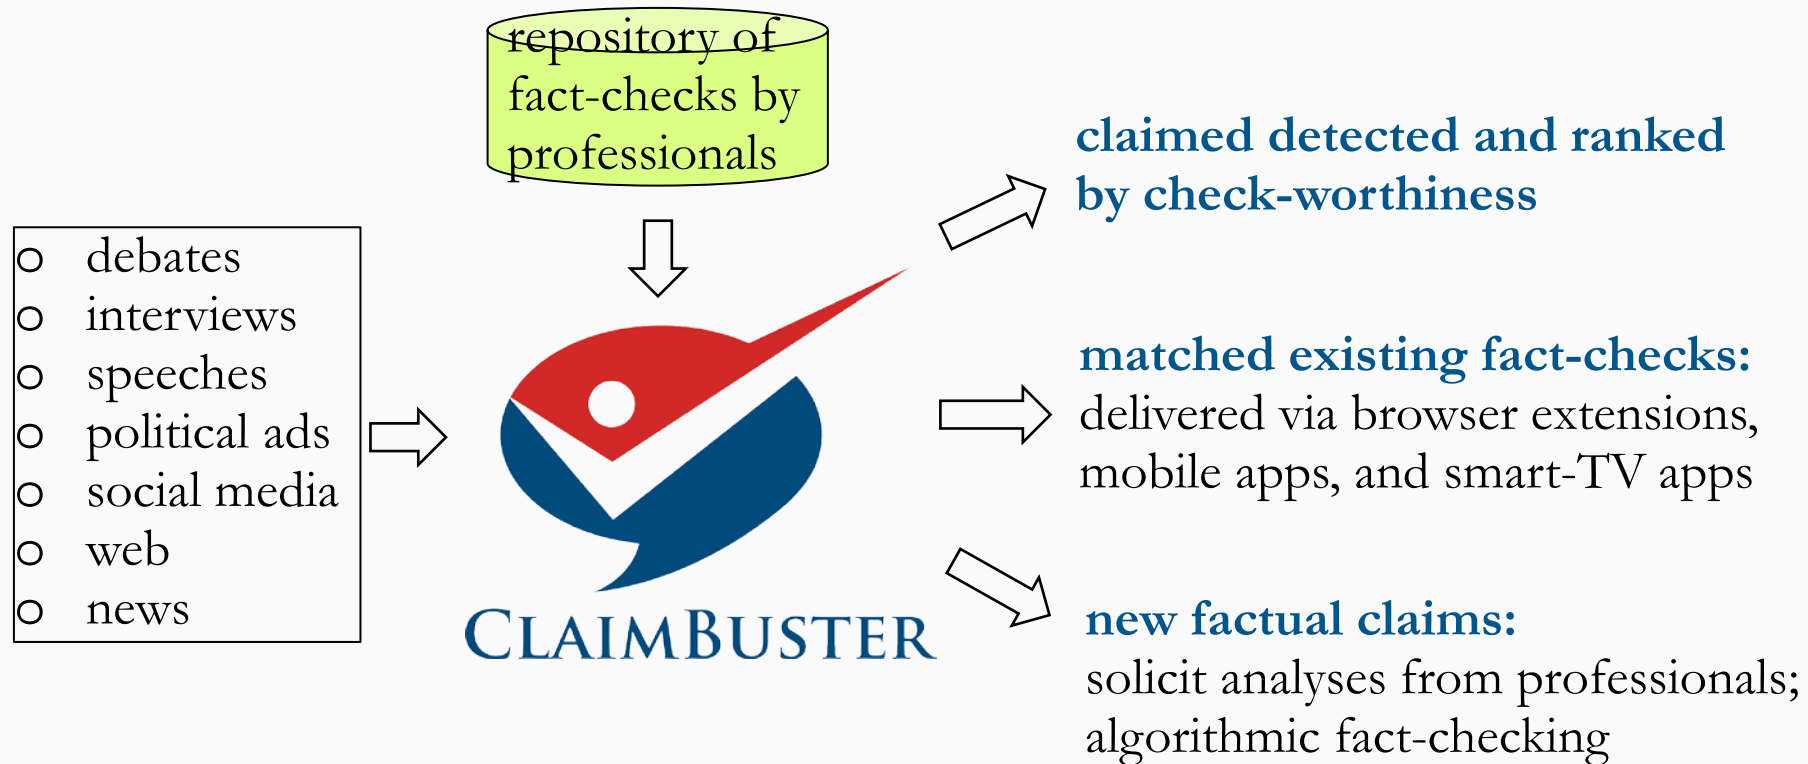 repository of
fact-checks by
professionals
o debates
o interviews
o speeches
o political ads
o social media
o web
o news
CLAIMBUSTER
claimed detected and ranked
by check-worthiness
matched existing fact-checks:
delivered via browser extensions,
mobile apps, and smart-TV apps
new factual claims:
solicit analyses from professionals;
algorithmic fact-checking